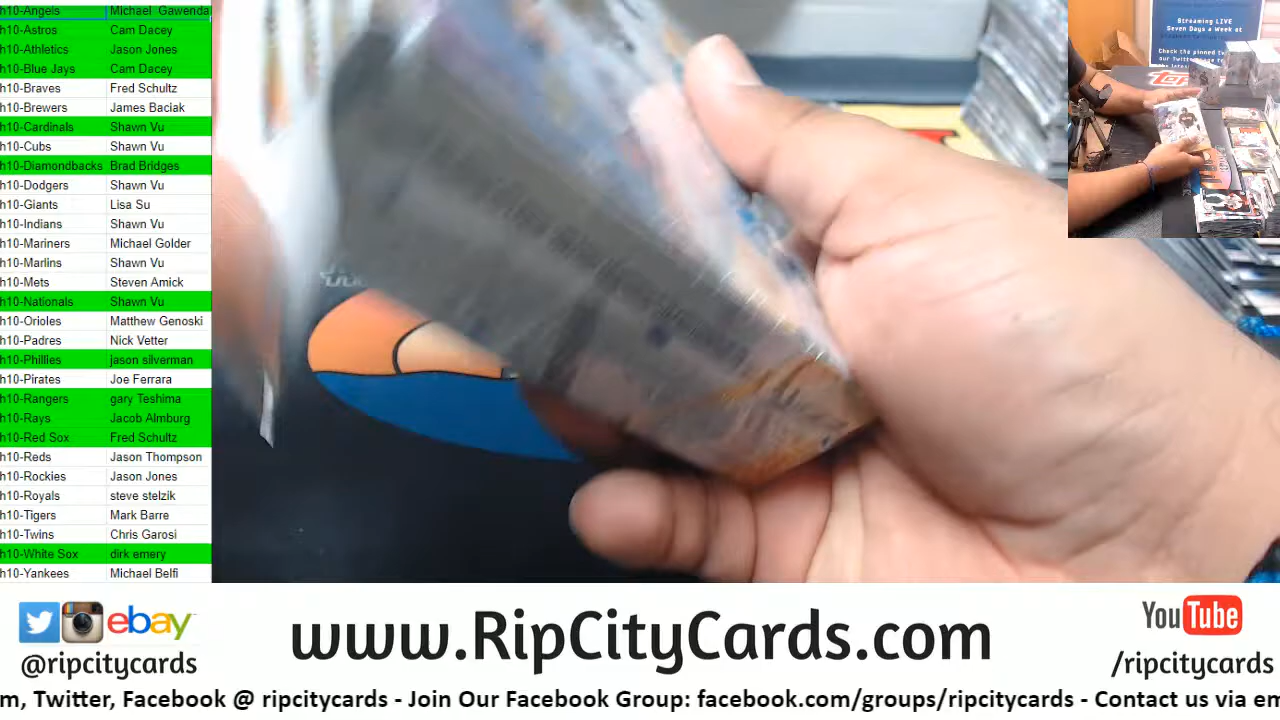 h10-Angels Michael Gawenda
h10-Astros Cam Dacey
h10-Athletics Jason Jones
h10-Blue Jays Cam Dacey
h10-Braves Fred Schultz
h10-Brewers James Baciak
h10-Cardinals Shawn Vu
h10-Cubs Shawn Vu
h10-Diamondbacks Brad Bridges
h10-Dodgers Shawn Vu
h10-Giants Lisa Su
h10-Indians Shawn Vu
h10-Mariners Michael Golder
h10-Marlins Shawn Vu
h10-Mets Steven Amick
h10-Nationals Shawn Vu
h10-Orioles Matthew Genoski
h10-Padres Nick Vetter
h10-Phillies jason silverman
h10-Pirates Joe Ferrara
h10-Rangers gary Teshima
h10-Rays Jacob Almburg
h10-Red Sox Fred Schultz
h10-Reds Jason Thompson
h10-Rockies Jason Jones
h10-Royals steve stelzik
h10-Tigers Mark Barre
h10-Twins Chris Garosi
h10-White Sox dirk emery
h10-Yankees Michael Belfi
Streaming LIVE
Seven Days a Week at
Check the pinned
ebay
@ripcitycards
www.RipCityCards.com
YouTube
/ripcitycards
m, Twitter, Facebook @ ripcitycards - Join Our Facebook Group: facebook.com/groups/ripcitycards - Contact us via em